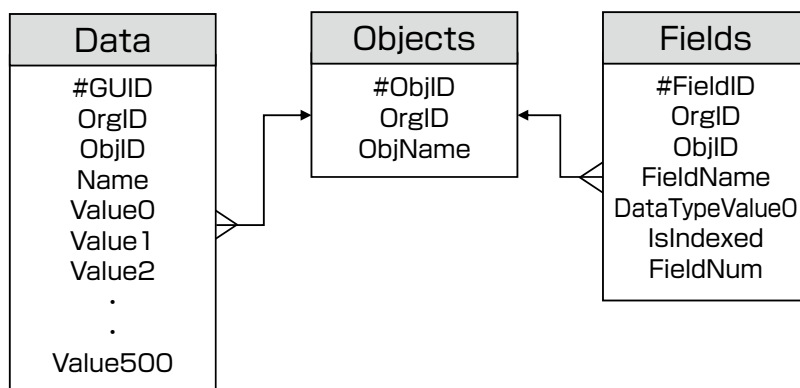 Data
#GUID
OrgID
ObjID
Name
Value0
Value1
Value2
.
.
Value500
Objects
#ObjID
OrgID
ObjName
Fields
#FieldID
OrgID
ObjID
FieldName
DataTypeValue0
IsIndexed
FieldNum